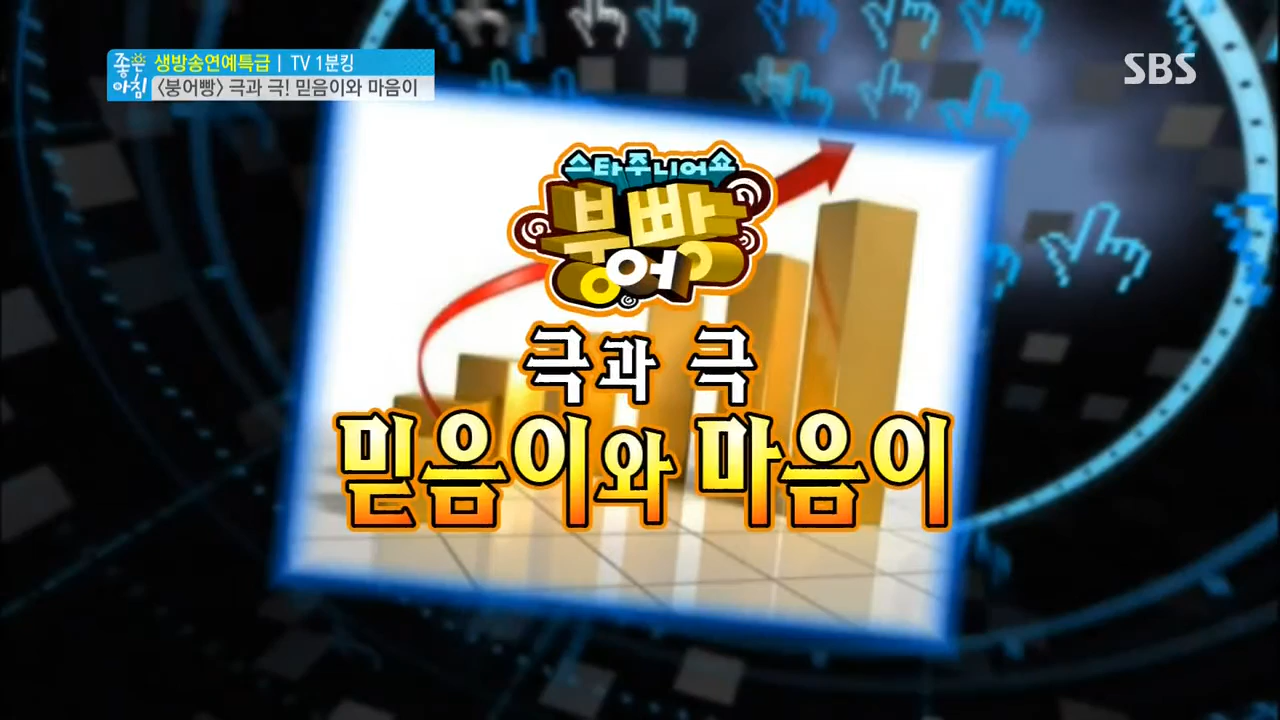 좋은
아침
생방송연예특급 | TV 1분킹
<붕어빵> 극과 극! 믿음이와 마음이
SBS
스타주니어쇼
붕어빵
극과 극
믿음이와 마음이